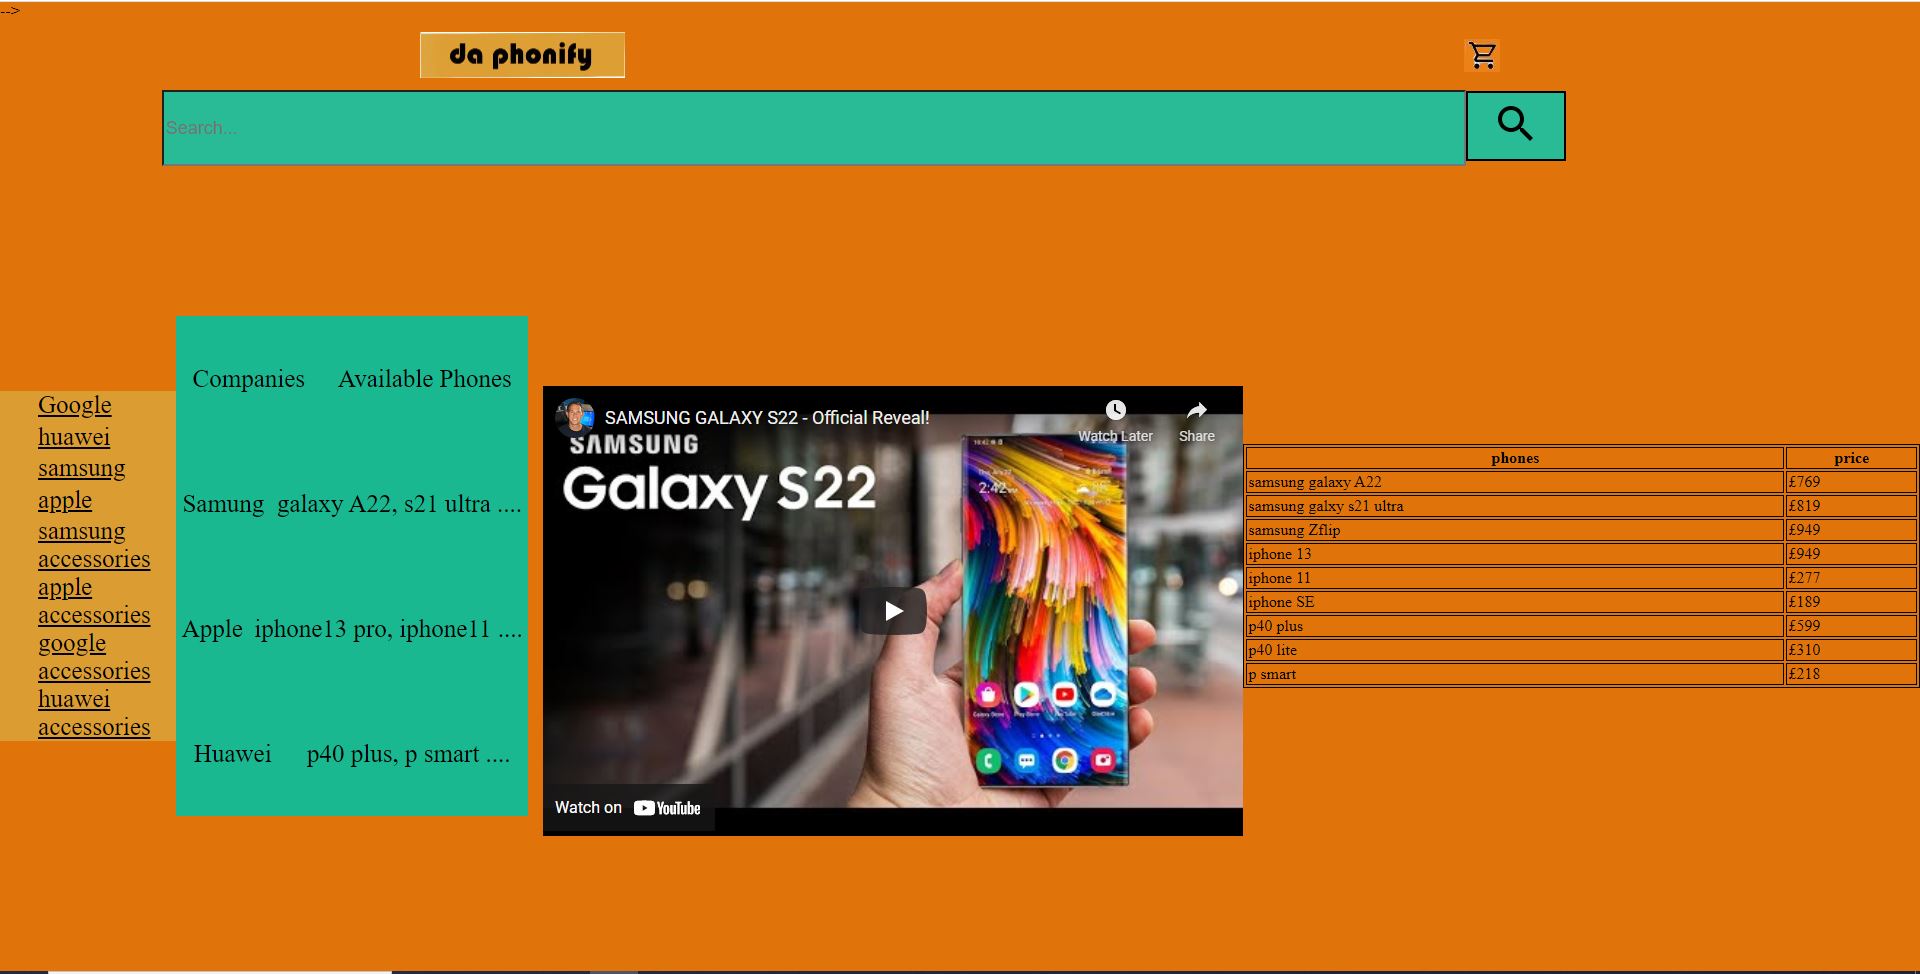 -->
da phonify
Search...
Google
huawei
samsung
apple
samsung
accessories
apple
accessories
google
accessories
huawei
accessories
Companies Available Phones
Samung galaxy A22, s21 ultra ....
Apple iphone13 pro, iphone11 ....
Huawei p40 plus, p smart ....
SAMSUNG GALAXY S22 - Official Reveal!
Watch Later
Share
SAMSUNG
Galaxy S22
2:42
Watch on YouTube
phones price
samsung galaxy A22 £769
samsung galxy s21 ultra £819
samsung Zflip £949
iphone 13 £949
iphone 11 £277
iphone SE £189
p40 plus £599
p40 lite £310
p smart £218